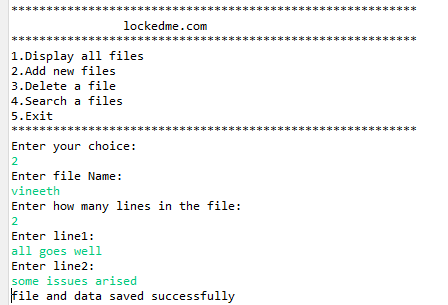 **********************************************************
lockedme.com
**********************************************************
1.Display all files
2.Add new files
3.Delete a file
4.Search a files
5.Exit
**********************************************************
Enter your choice:
2
Enter file Name:
vineeth
Enter how many lines in the file:
2
Enter line1:
all goes well
Enter line2:
some issues arised
file and data saved successfully